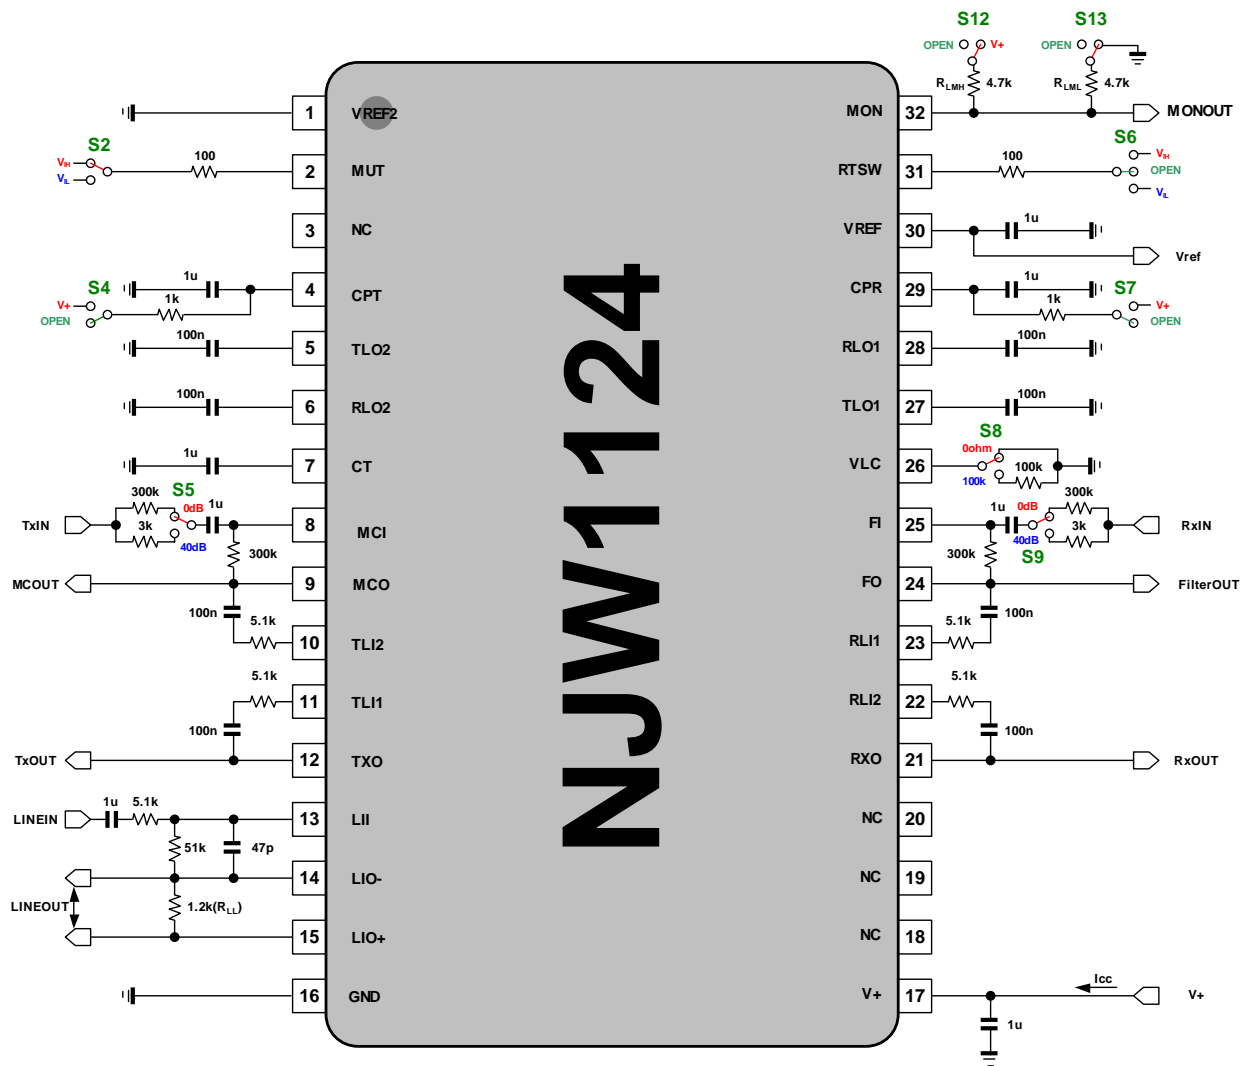 S12
S13
OPEN
V+
OPEN
RLMH
4.7k
RLML
4.7k
1
VREF2
MON
32
MONOUT
S2
VIH
VIL
100
2
MUT
RTSW
31
100
S6
VIH
OPEN
VIL
3
NC
VREF
30
1u
Vref
S4
V+
OPEN
1u
1k
4
CPT
CPR
29
1u
1k
S7
V+
OPEN
100n
5
TLO2
RLO1
28
100n
100n
6
RLO2
TLO1
27
100n
1u
7
CT
VLC
26
S8
0ohm
100k
100k
TxIN
300k
3k
S5
0dB
40dB
1u
8
MCI
FI
25
1u
0dB
40dB
S9
300k
3k
RxIN
300k
300k
MCOUT
9
MCO
FO
24
FilterOUT
100n
5.1k
10
TLI2
RLI1
23
5.1k
100n
5.1k
11
TLI1
RLI2
22
5.1k
100n
100n
TxOUT
12
TXO
RXO
21
RxOUT
LINEIN
1u
5.1k
13
LII
NC
20
51k
47p
14
LIO-
NC
19
LINEOUT
1.2k(RLL)
15
LIO+
NC
18
16
GND
V+
17
Icc
V+
1u
NJW1124